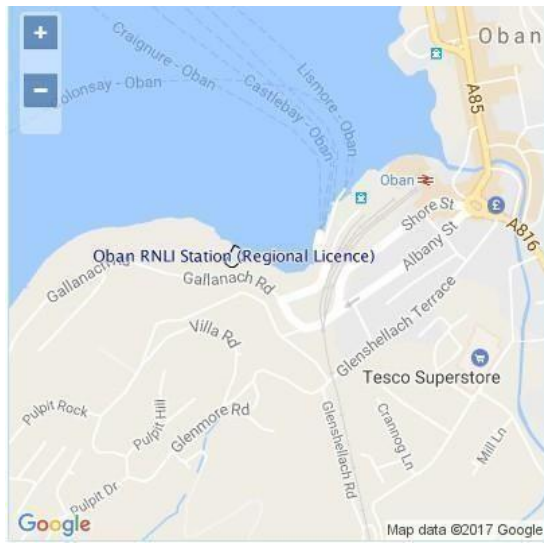 +
Oban
Craignure - Oban
Lismore - Oban
Castlebay - Oban
Colonsay - Oban
A85
Oban
Shore St
£
A876
Albany St
Oban RNLI Station (Regional Licence)
Gallanach Rd
Gallanach Rd
Glenshellach Terrace
Villa Rd
Tesco Superstore
Pulpit Rock
Pulpit Hill
Glenmore Rd
Glenshellach Rd
Crannog Ln
Mill Ln
Pulpit Dr
Google
Map data ©2017 Google